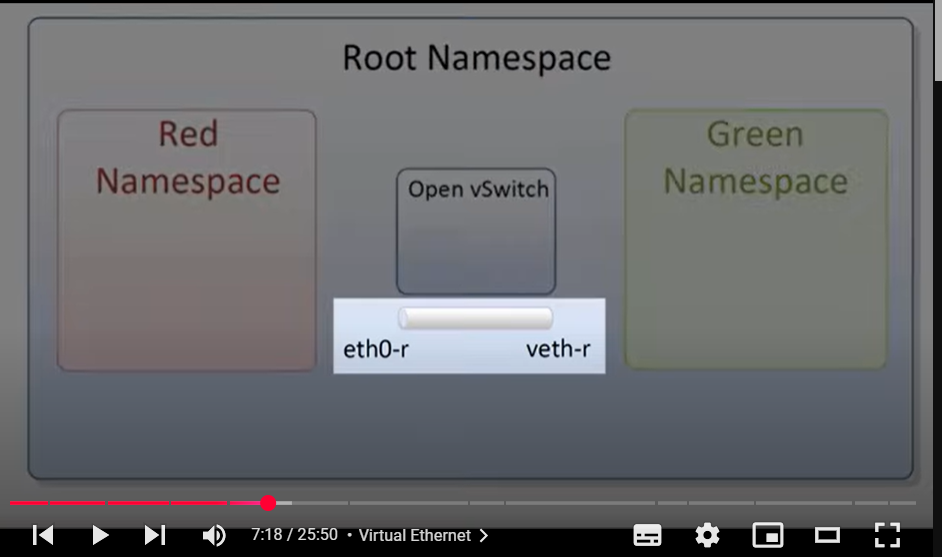 Root Namespace
Red
Namespace
Open vSwitch
Green
Namespace
eth0-r
veth-r
7:18 / 25:50 • Virtual Ethernet